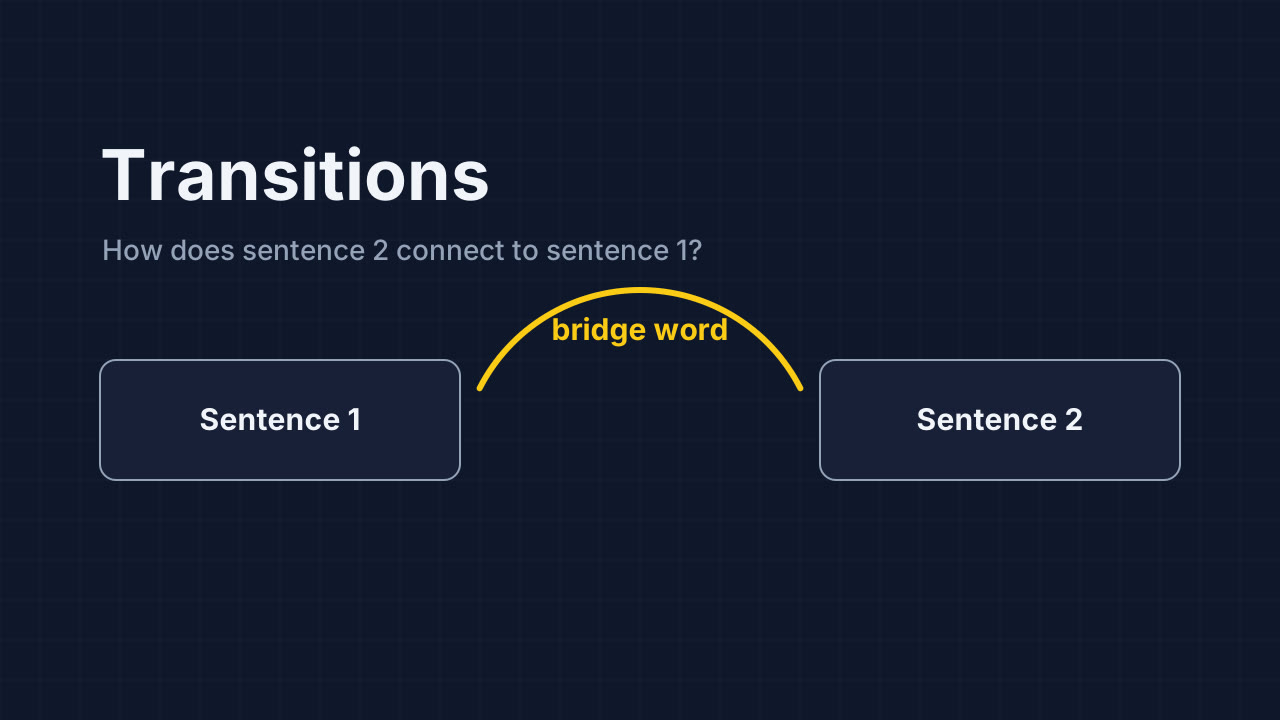 Transitions
How does sentence 2 connect to sentence 1?
bridge word
Sentence 1
Sentence 2